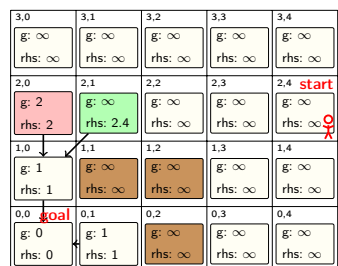 3,0 3,1 3,2 3,3 3,4
g: ∞ g: ∞ g: ∞ g: ∞ g: ∞
rhs: ∞ rhs: ∞ rhs: ∞ rhs: ∞ rhs: ∞
2,0 2,1 2,2 2,3 2,4 start
g: 2 g: ∞ g: ∞ g: ∞ g: ∞
rhs: 2 rhs: 2.4 rhs: ∞ rhs: ∞ rhs: ∞
1,0 1,1 1,2 1,3 1,4
g: 1 g: ∞ g: ∞ g: ∞ g: ∞
rhs: 1 rhs: ∞ rhs: ∞ rhs: ∞ rhs: ∞
0,0 goal 0,1 0,2 0,3 0,4
g: 0 g: 1 g: ∞ g: ∞ g: ∞
rhs: 0 rhs: 1 rhs: ∞ rhs: ∞ rhs: ∞